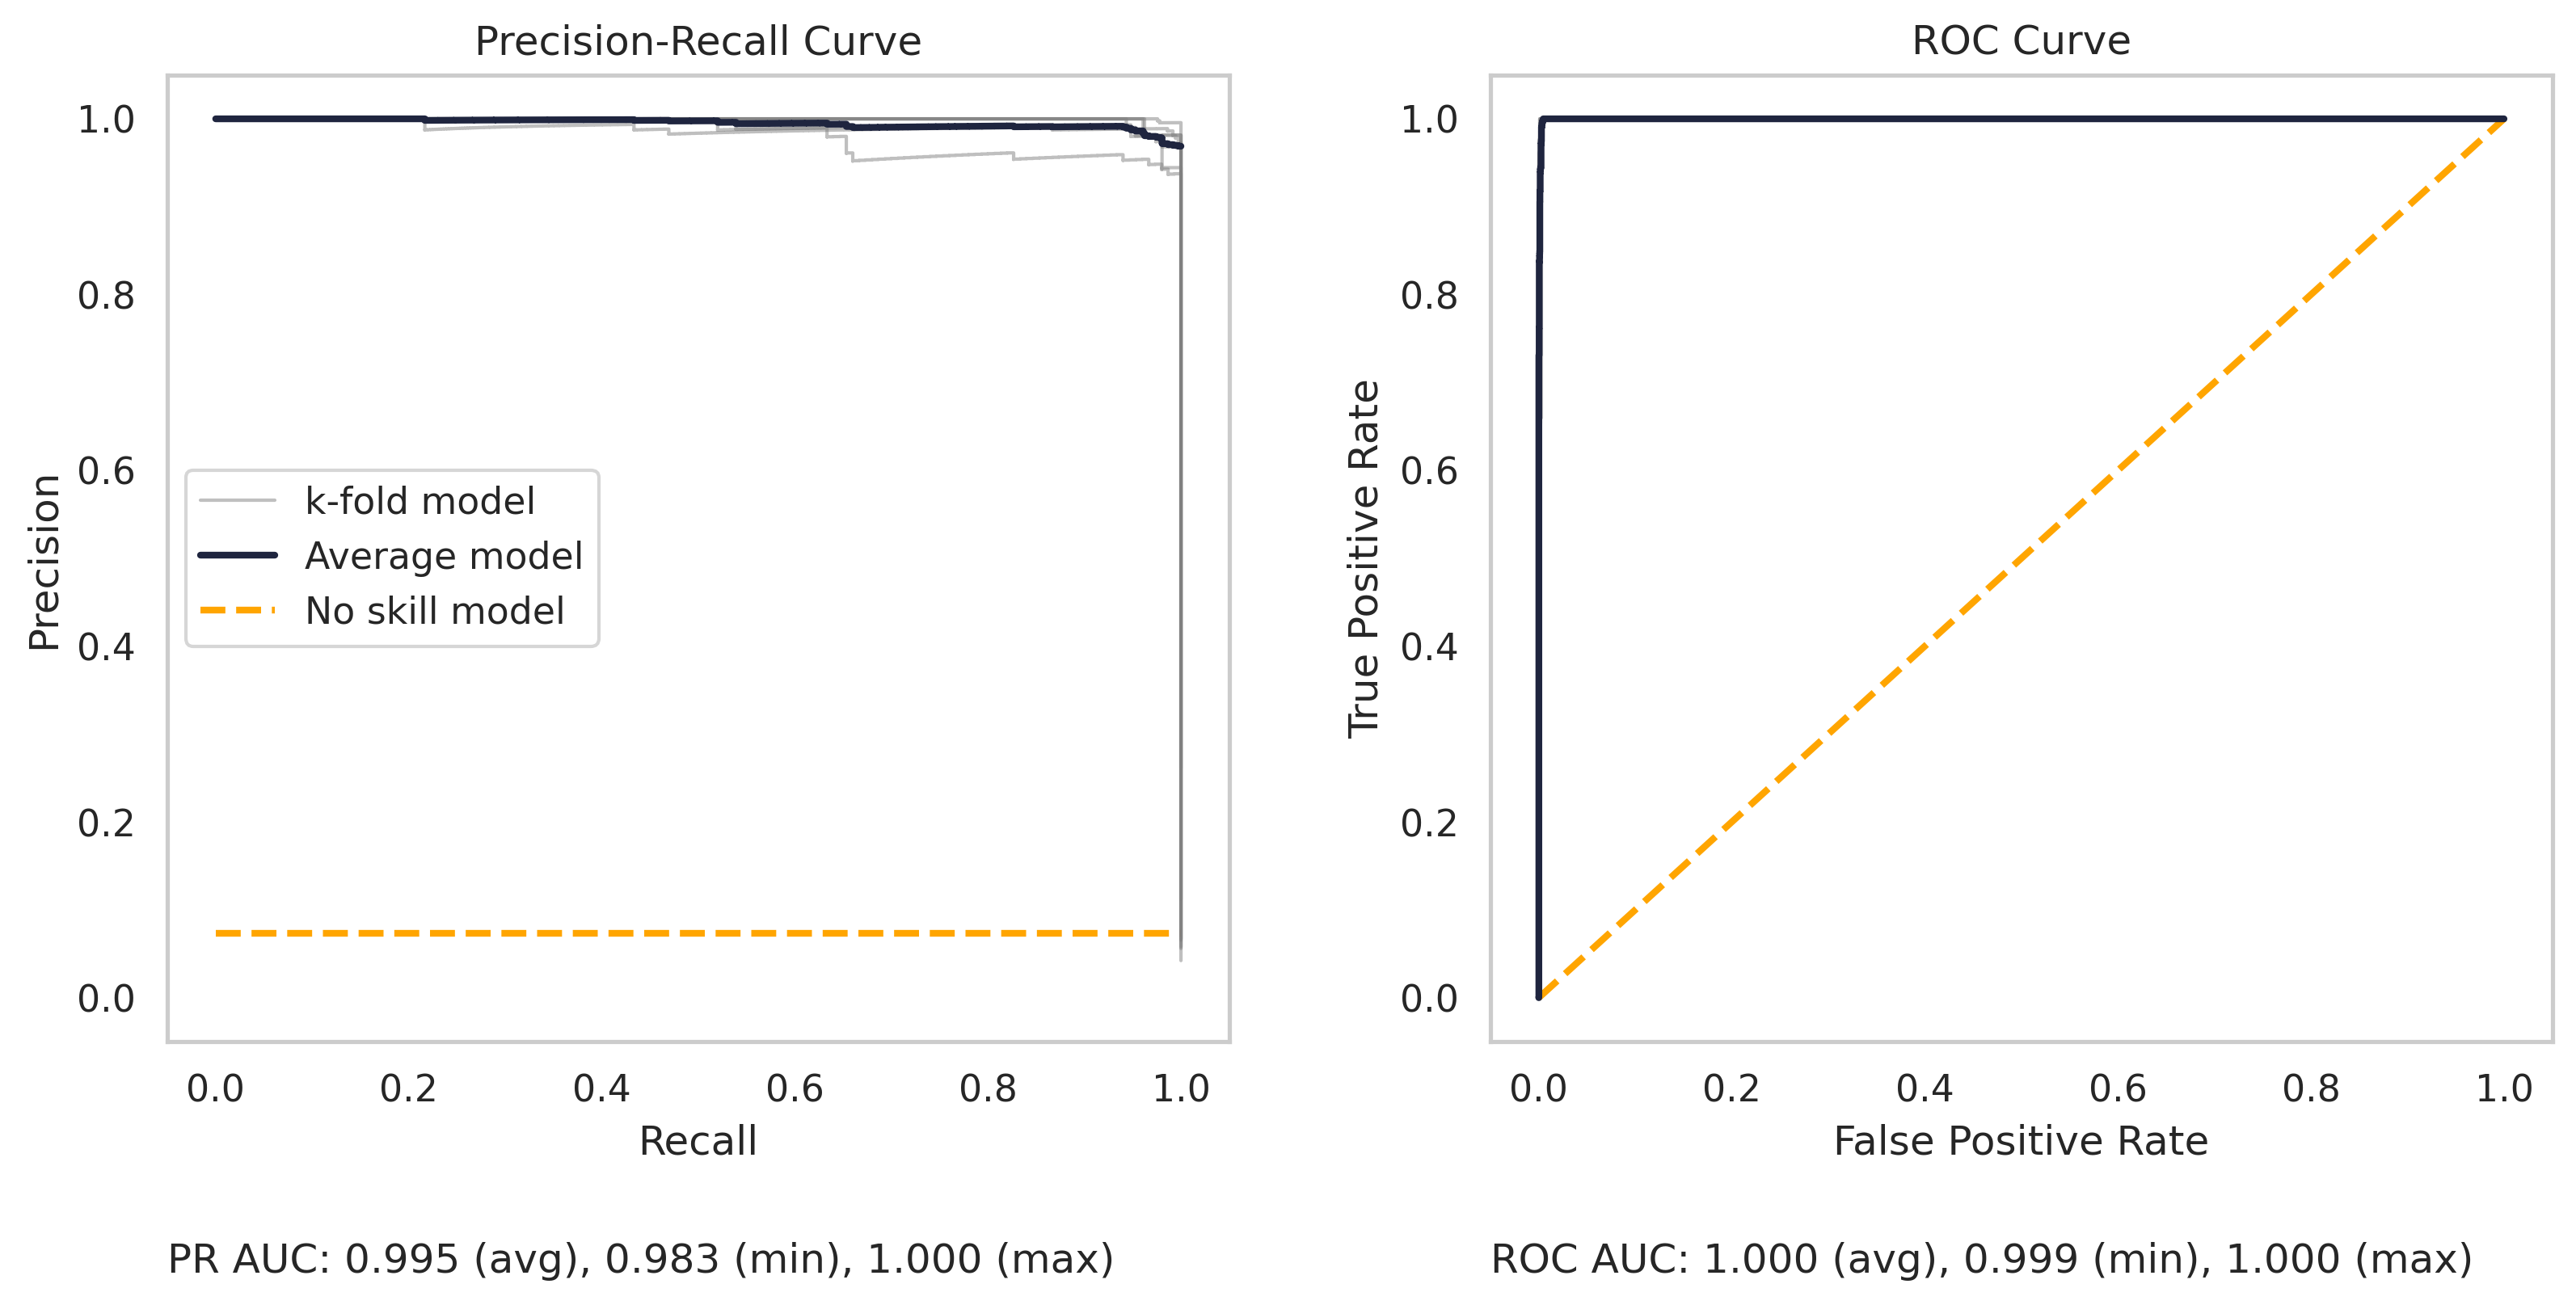 Precision-Recall Curve
Precision
1.0
0.8
0.6
0.4
0.2
0.0
k-fold model
Average model
No skill model
0.0 0.2 0.4 0.6 0.8 1.0
Recall
PR AUC: 0.995 (avg), 0.983 (min), 1.000 (max)
ROC Curve
True Positive Rate
1.0
0.8
0.6
0.4
0.2
0.0
0.0 0.2 0.4 0.6 0.8 1.0
False Positive Rate
ROC AUC: 1.000 (avg), 0.999 (min), 1.000 (max)